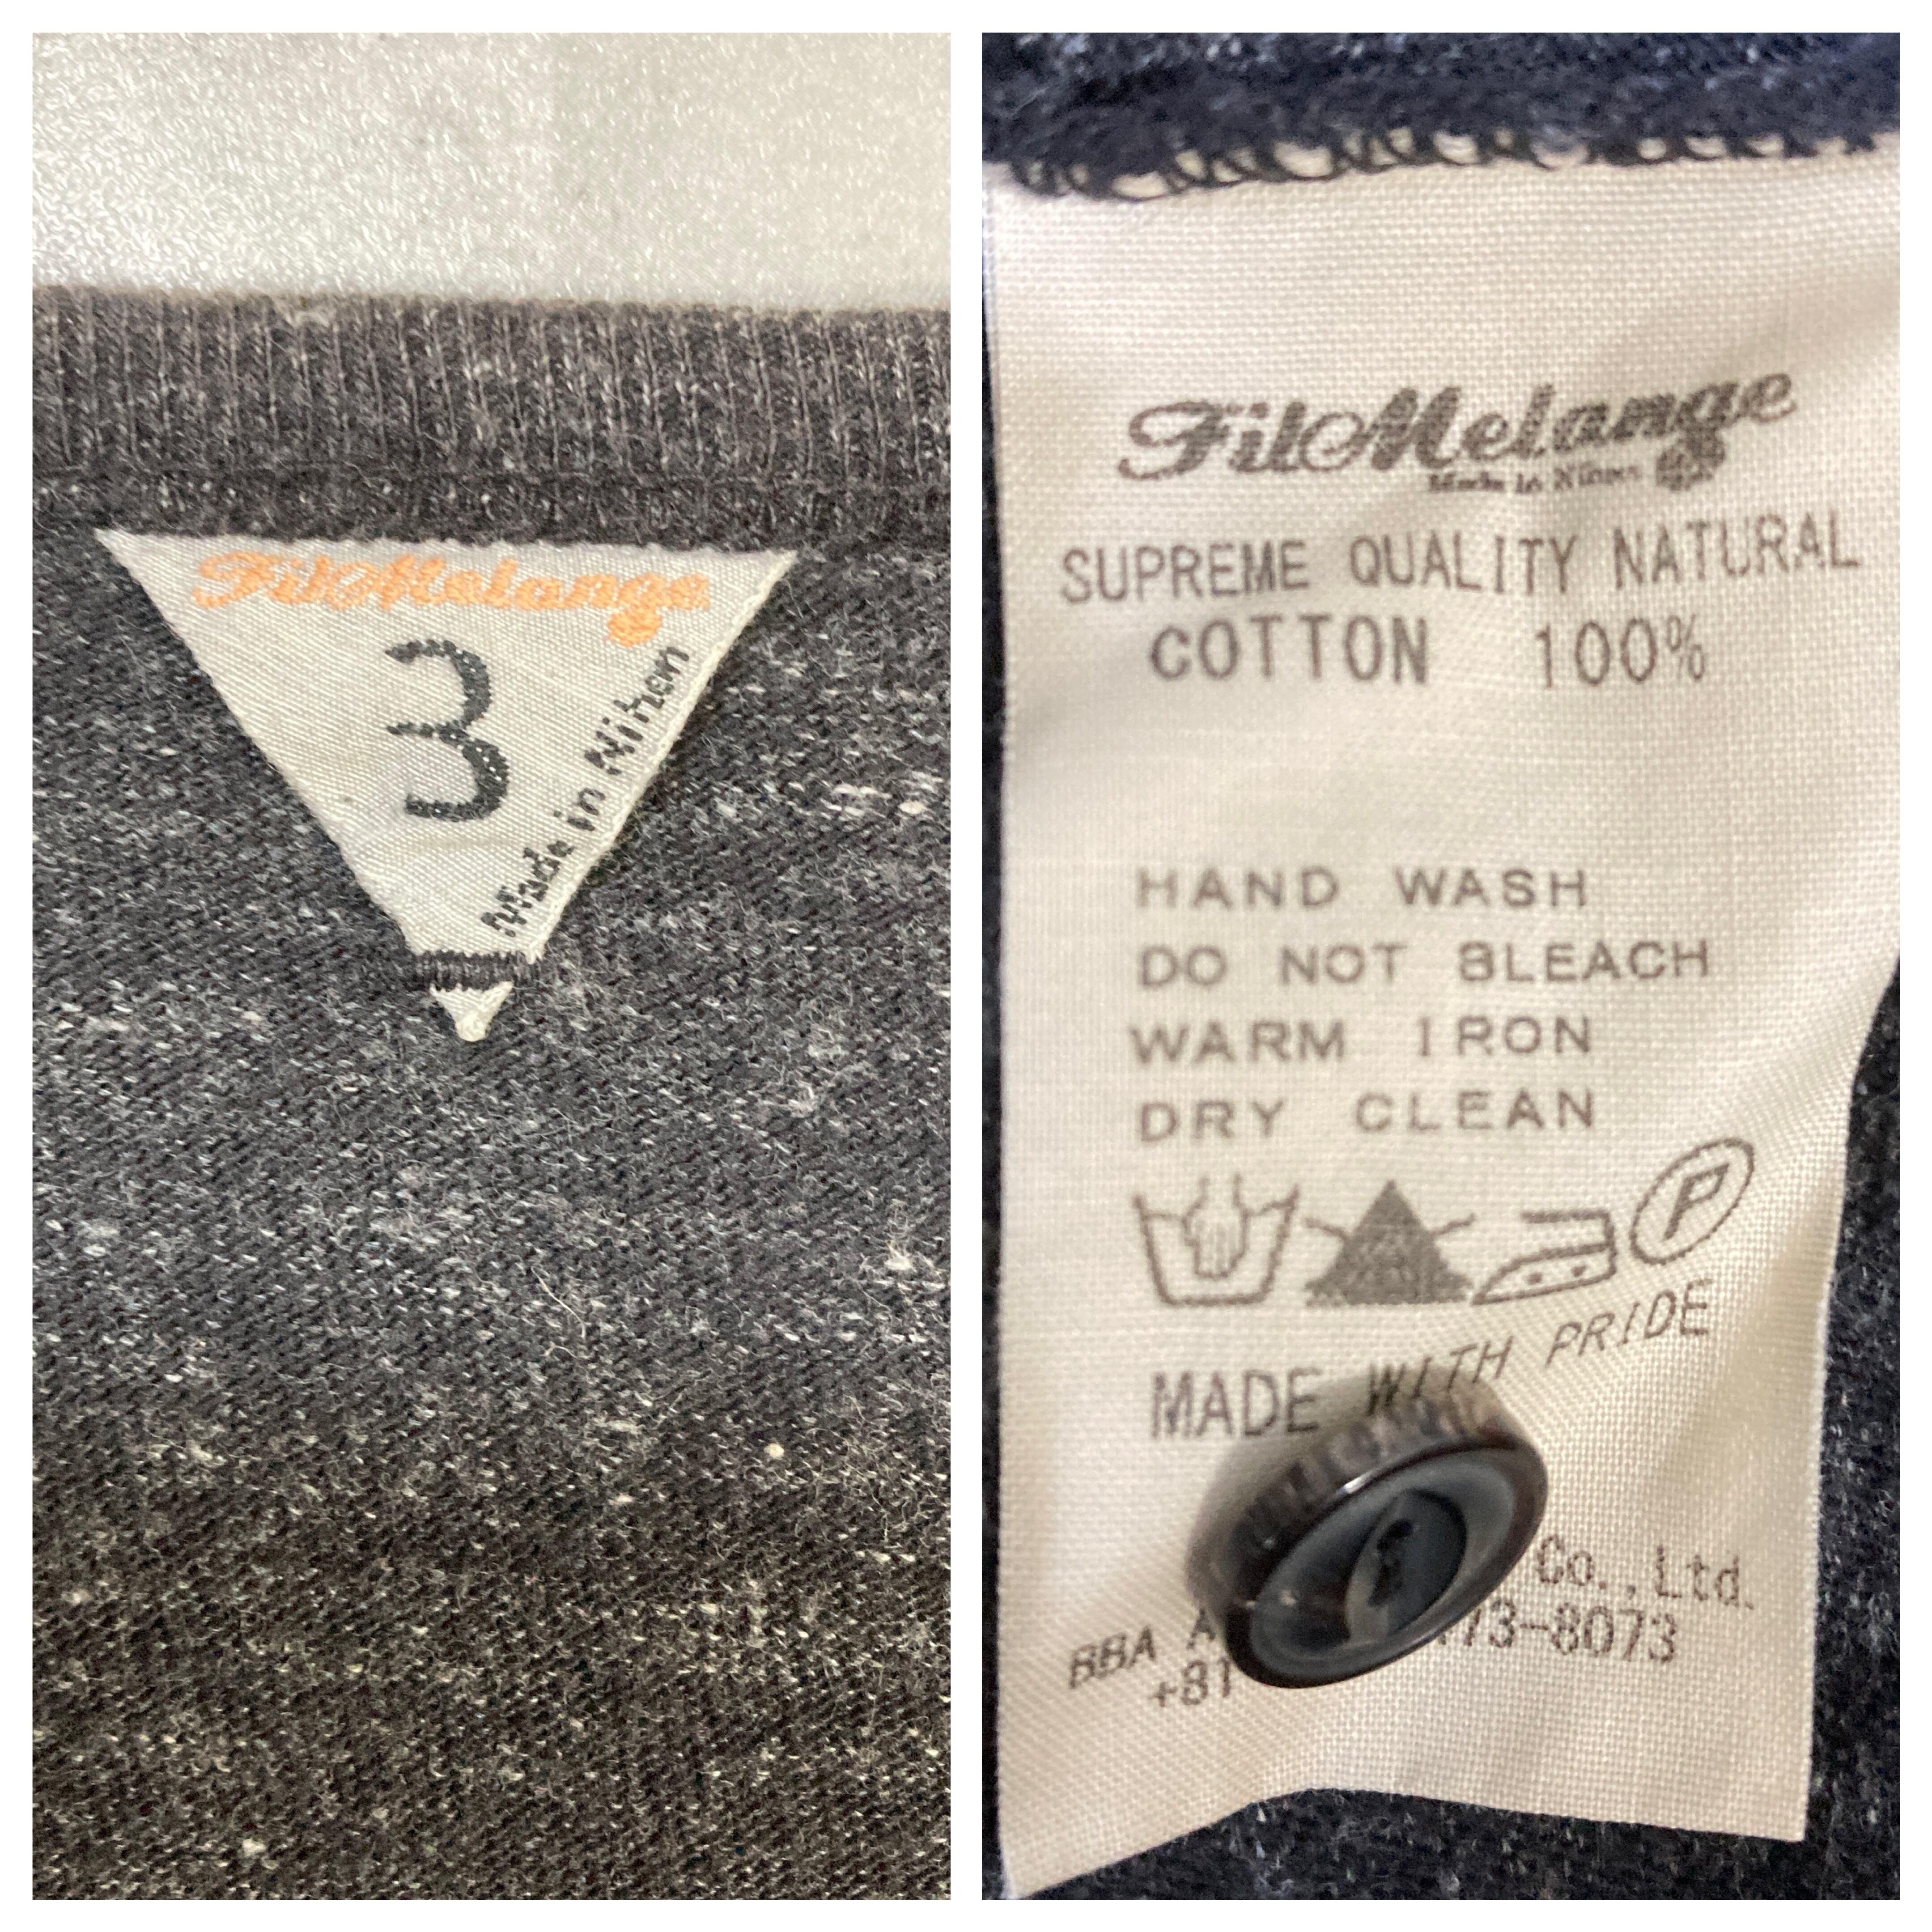 FilMelange
3
Made in Nihon
FilMelange
Made in Nihon
SUPREME QUALITY NATURAL
COTTON 100%
HAND WASH
DO NOT BLEACH
WARM IRON
DRY CLEAN
P
MADE WITH PRIDE
Co.,Ltd.
BBA
+81 73-8073